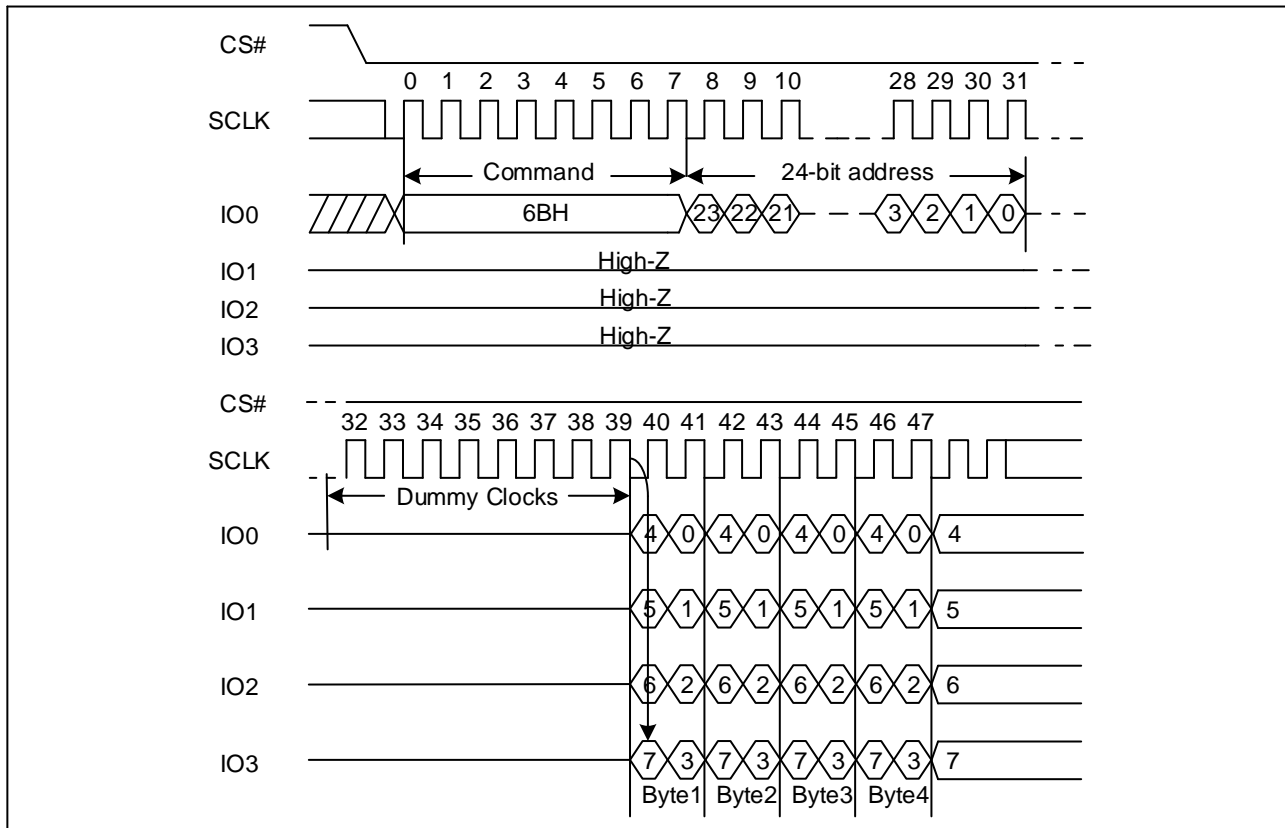 CS#
0 1 2 3 4 5 6 7 8 9 10 28 29 30 31
SCLK
Command 24-bit address
IO0 6BH 23 22 21 3 2 1 0
IO1 High-Z
IO2 High-Z
IO3 High-Z
CS#
32 33 34 35 36 37 38 39 40 41 42 43 44 45 46 47
SCLK
Dummy Clocks
IO0 4 0 4 0 4 0 4 0 4
IO1 5 1 5 1 5 1 5 1 5
IO2 6 2 6 2 6 2 6 2 6
IO3 7 3 7 3 7 3 7 3 7
Byte1 Byte2 Byte3 Byte4